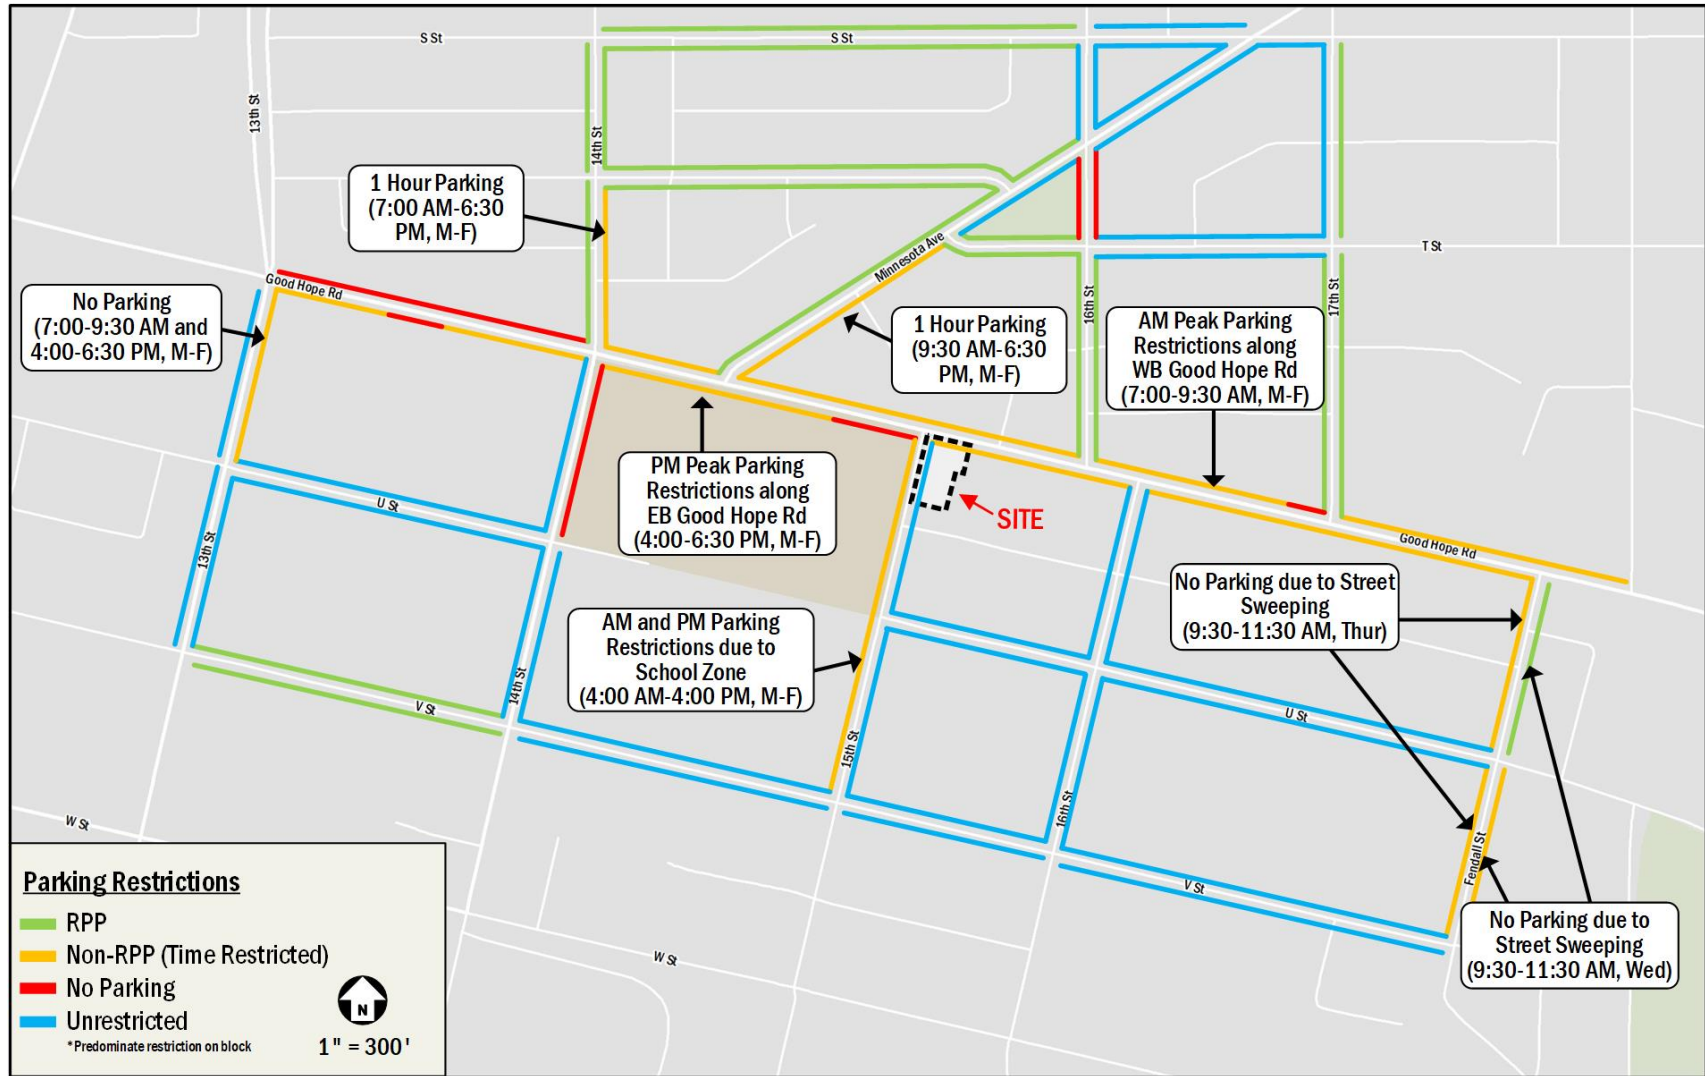 S St
S St
13th St
14th St
1 Hour Parking
(7:00 AM-6:30
PM, M-F)
Minnesota Ave
T St
16th St
17th St
Good Hope Rd
No Parking
(7:00-9:30 AM and
4:00-6:30 PM, M-F)
1 Hour Parking
(9:30 AM-6:30
PM, M-F)
AM Peak Parking
Restrictions along
WB Good Hope Rd
(7:00-9:30 AM, M-F)
PM Peak Parking
Restrictions along
EB Good Hope Rd
(4:00-6:30 PM, M-F)
SITE
U St
13th St
Good Hope Rd
No Parking due to Street
Sweeping
(9:30-11:30 AM, Thur)
AM and PM Parking
Restrictions due to
School Zone
(4:00 AM-4:00 PM, M-F)
14th St
V St
15th St
U St
16th St
W St
Fendall St
V St
W St
No Parking due to
Street Sweeping
(9:30-11:30 AM, Wed)
Parking Restrictions
RPP
Non-RPP (Time Restricted)
No Parking
Unrestricted
*Predominate restriction on block
N
1" = 300'